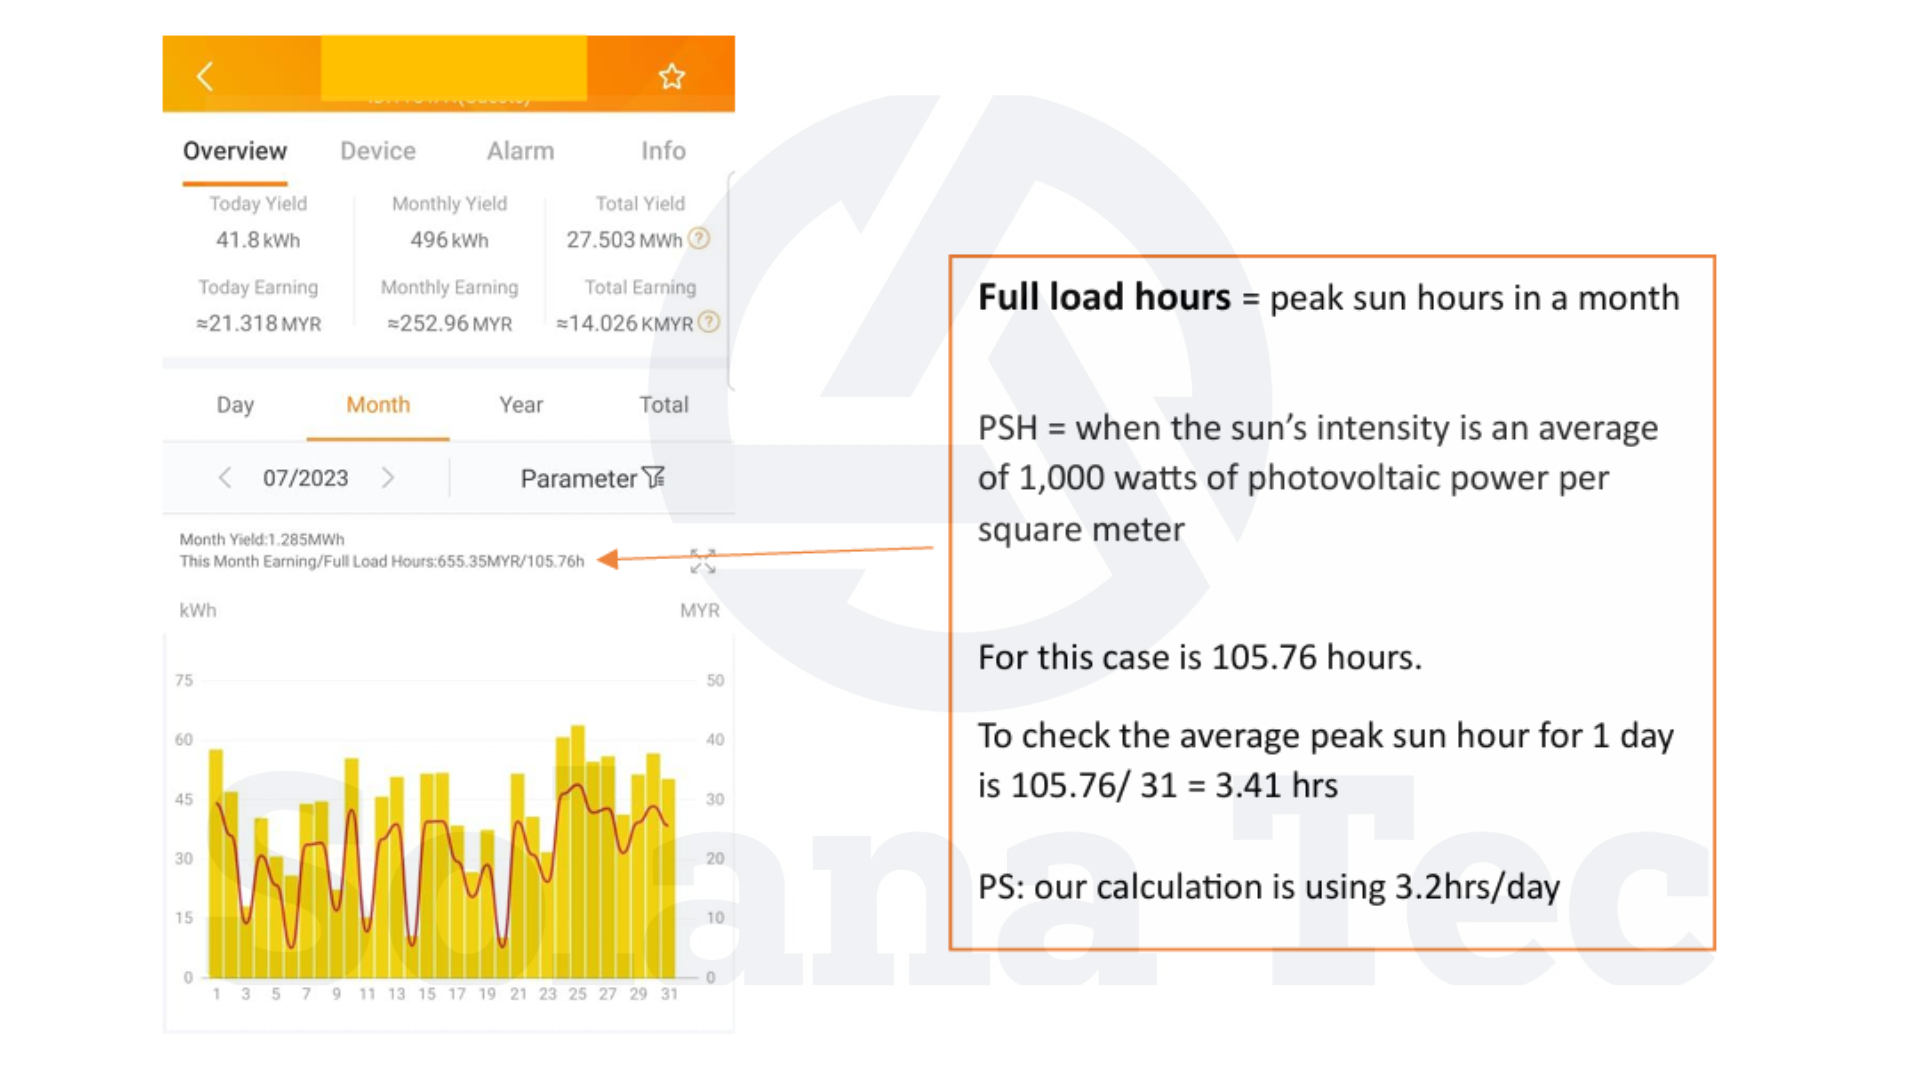 Overview Device Alarm Info
Today Yield Monthly Yield Total Yield
41.8 kWh 496 kWh 27.503 MWh ?
Today Earning Monthly Earning Total Earning
≈21.318 MYR ≈252.96 MYR ≈14.026 KMYR ?
Day Month Year Total
07/2023 Parameter
Month Yield:1.285MWh
This Month Earning/Full Load Hours:655.35MYR/105.76h
kWh MYR
75 50
60 40
45 30
30 20
15 10
0 0
1 3 5 7 9 11 13 15 17 19 21 23 25 27 29 31
Full load hours = peak sun hours in a month
PSH = when the sun’s intensity is an average
of 1,000 watts of photovoltaic power per
square meter
For this case is 105.76 hours.
To check the average peak sun hour for 1 day
is 105.76/ 31 = 3.41 hrs
PS: our calculation is using 3.2hrs/day
Solana Tec